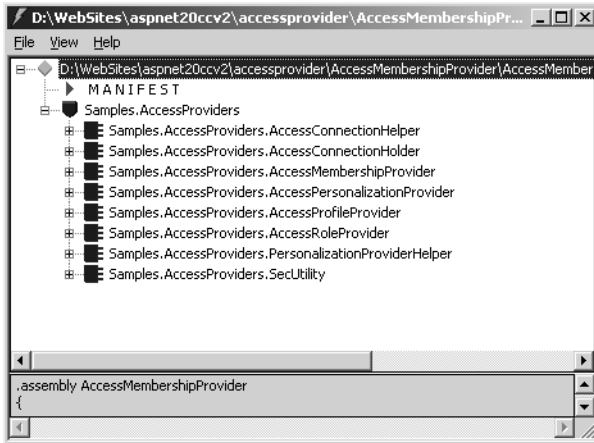 D:\WebSites\aspnet20ccv2\accessprovider\AccessMembershipPr...
File View Help
D:\WebSites\aspnet20ccv2\accessprovider\AccessMembershipProvider\AccessMember
MANIFEST
Samples.AccessProviders
Samples.AccessProviders.AccessConnectionHelper
Samples.AccessProviders.AccessConnectionHolder
Samples.AccessProviders.AccessMembershipProvider
Samples.AccessProviders.AccessPersonalizationProvider
Samples.AccessProviders.AccessProfileProvider
Samples.AccessProviders.AccessRoleProvider
Samples.AccessProviders.PersonalizationProviderHelper
Samples.AccessProviders.SecUtility
.assembly AccessMembershipProvider
{